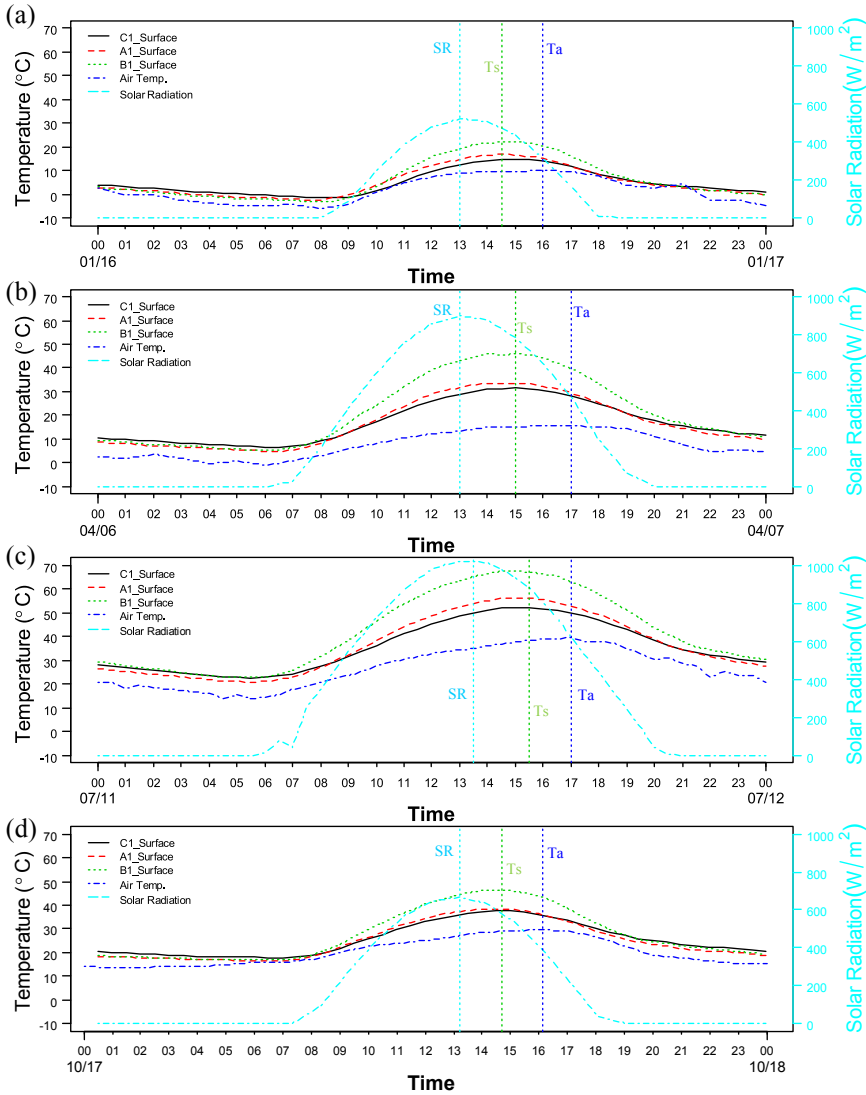 (a)
Temperature (°C)
70
60
50
40
30
20
10
0
-10
C1_Surface
A1_Surface
B1_Surface
Air Temp.
Solar Radiation
SR
Ts
Ta
1000
800
600
400
200
0
Solar Radiation(W/m²)
00 01 02 03 04 05 06 07 08 09 10 11 12 13 14 15 16 17 18 19 20 21 22 23 00
01/16 01/17
Time
(b)
Temperature (° C)
70
60
50
40
30
20
10
0
-10
C1_Surface
A1_Surface
B1_Surface
Air Temp.
Solar Radiation
SR
Ts
Ta
1000
800
600
400
200
0
Solar Radiation(W/m²)
00 01 02 03 04 05 06 07 08 09 10 11 12 13 14 15 16 17 18 19 20 21 22 23 00
04/06 04/07
Time
(c)
Temperature (° C)
70
60
50
40
30
20
10
0
-10
C1_Surface
A1_Surface
B1_Surface
Air Temp.
Solar Radiation
SR
Ts
Ta
1000
800
600
400
200
0
Solar Radiation(W/m²)
00 01 02 03 04 05 06 07 08 09 10 11 12 13 14 15 16 17 18 19 20 21 22 23 00
07/11 07/12
Time
(d)
Temperature (° C)
70
60
50
40
30
20
10
0
-10
C1_Surface
A1_Surface
B1_Surface
Air Temp.
Solar Radiation
SR
Ts
Ta
1000
800
600
400
200
0
Solar Radiation(W/m²)
00 01 02 03 04 05 06 07 08 09 10 11 12 13 14 15 16 17 18 19 20 21 22 23 00
10/17 10/18
Time